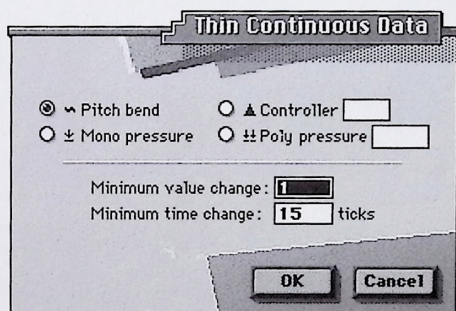 Thin Continuous Data
Pitch bend Controller
Mono pressure Poly pressure
Minimum value change: 1
Minimum time change: 15 ticks
OK Cancel